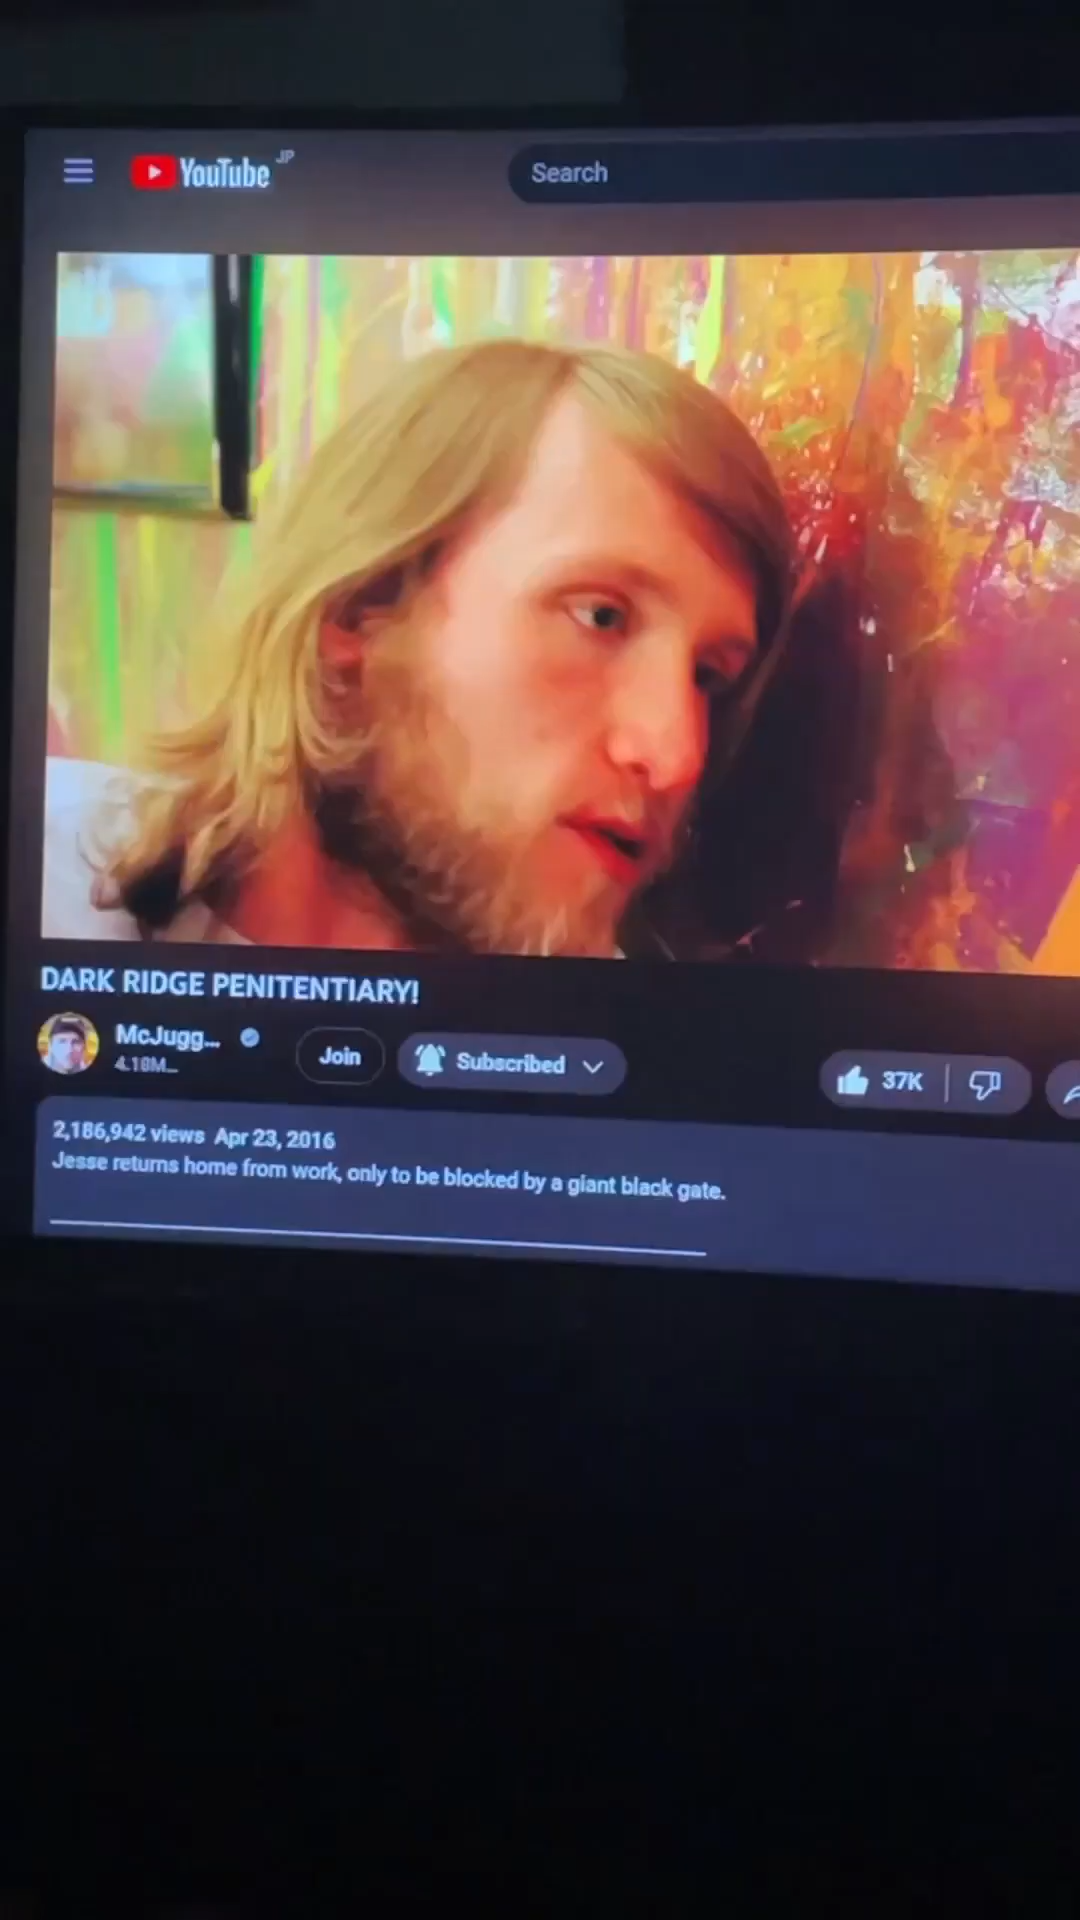 YouTube JP
Search
DARK RIDGE PENITENTIARY!
McJugg...
4.18M...
Join
Subscribed
37K
2,186,942 views Apr 23, 2016
Jesse returns home from work, only to be blocked by a giant black gate.